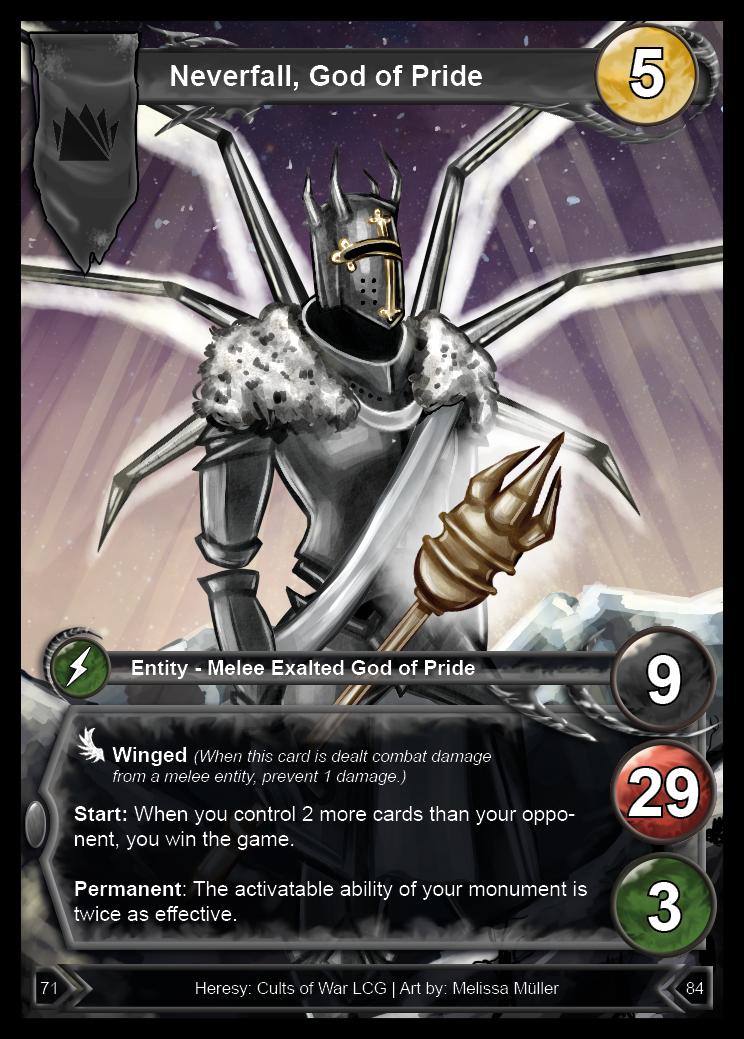 Neverfall, God of Pride
5
Entity - Melee Exalted God of Pride
9
Winged (When this card is dealt combat damage
from a melee entity, prevent 1 damage.)
29
Start: When you control 2 more cards than your oppo-
nent, you win the game.
Permanent: The activatable ability of your monument is
twice as effective.
3
71
Heresy: Cults of War LCG | Art by: Melissa Müller
84